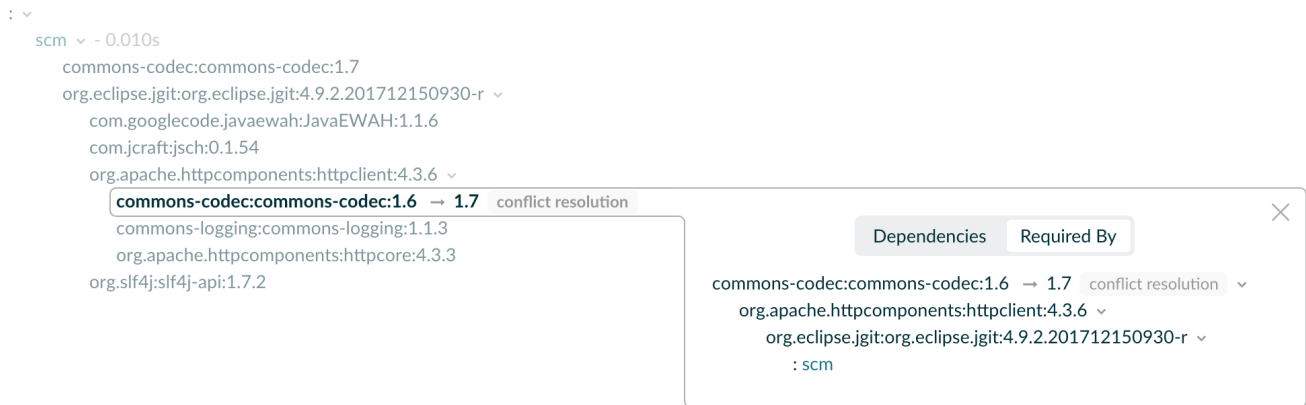 :
scm - 0.010s
commons-codec:commons-codec:1.7
org.eclipse.jgit:org.eclipse.jgit:4.9.2.201712150930-r
com.googlecode.javaewah:JavaEWAH:1.1.6
com.jcraft:jsch:0.1.54
org.apache.httpcomponents:httpclient:4.3.6
commons-codec:commons-codec:1.6 → 1.7 conflict resolution
commons-logging:commons-logging:1.1.3
org.apache.httpcomponents:httpcore:4.3.3
org.slf4j:slf4j-api:1.7.2
Dependencies Required By
commons-codec:commons-codec:1.6 → 1.7 conflict resolution
org.apache.httpcomponents:httpclient:4.3.6
org.eclipse.jgit:org.eclipse.jgit:4.9.2.201712150930-r
: scm